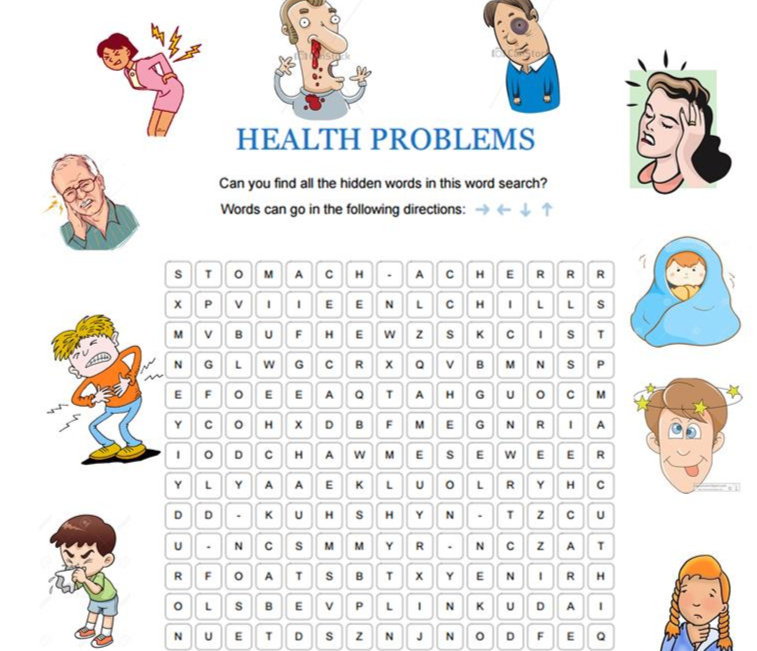 HEALTH PROBLEMS
Can you find all the hidden words in this word search?
Words can go in the following directions: → ← ↓ ↑
S T O M A C H - A C H E R R R
X P V I I E E N L C H I L L S
M V B U F H E W Z S K C I S T
N G L W G C R X Q V B M N S P
E F O E E A Q T A H G U O C M
Y C O H X D B F M E G N R I A
I O D C H A W M E S E W E E R
Y L Y A A E K L U O L R Y H C
D D - K U H S H Y N - T Z C U
U - N C S M M Y R - N C Z A T
R F O A T S B T X Y E N I R H
O L S B E V P L I N K U D A I
N U E T D S Z N J N O D F E Q